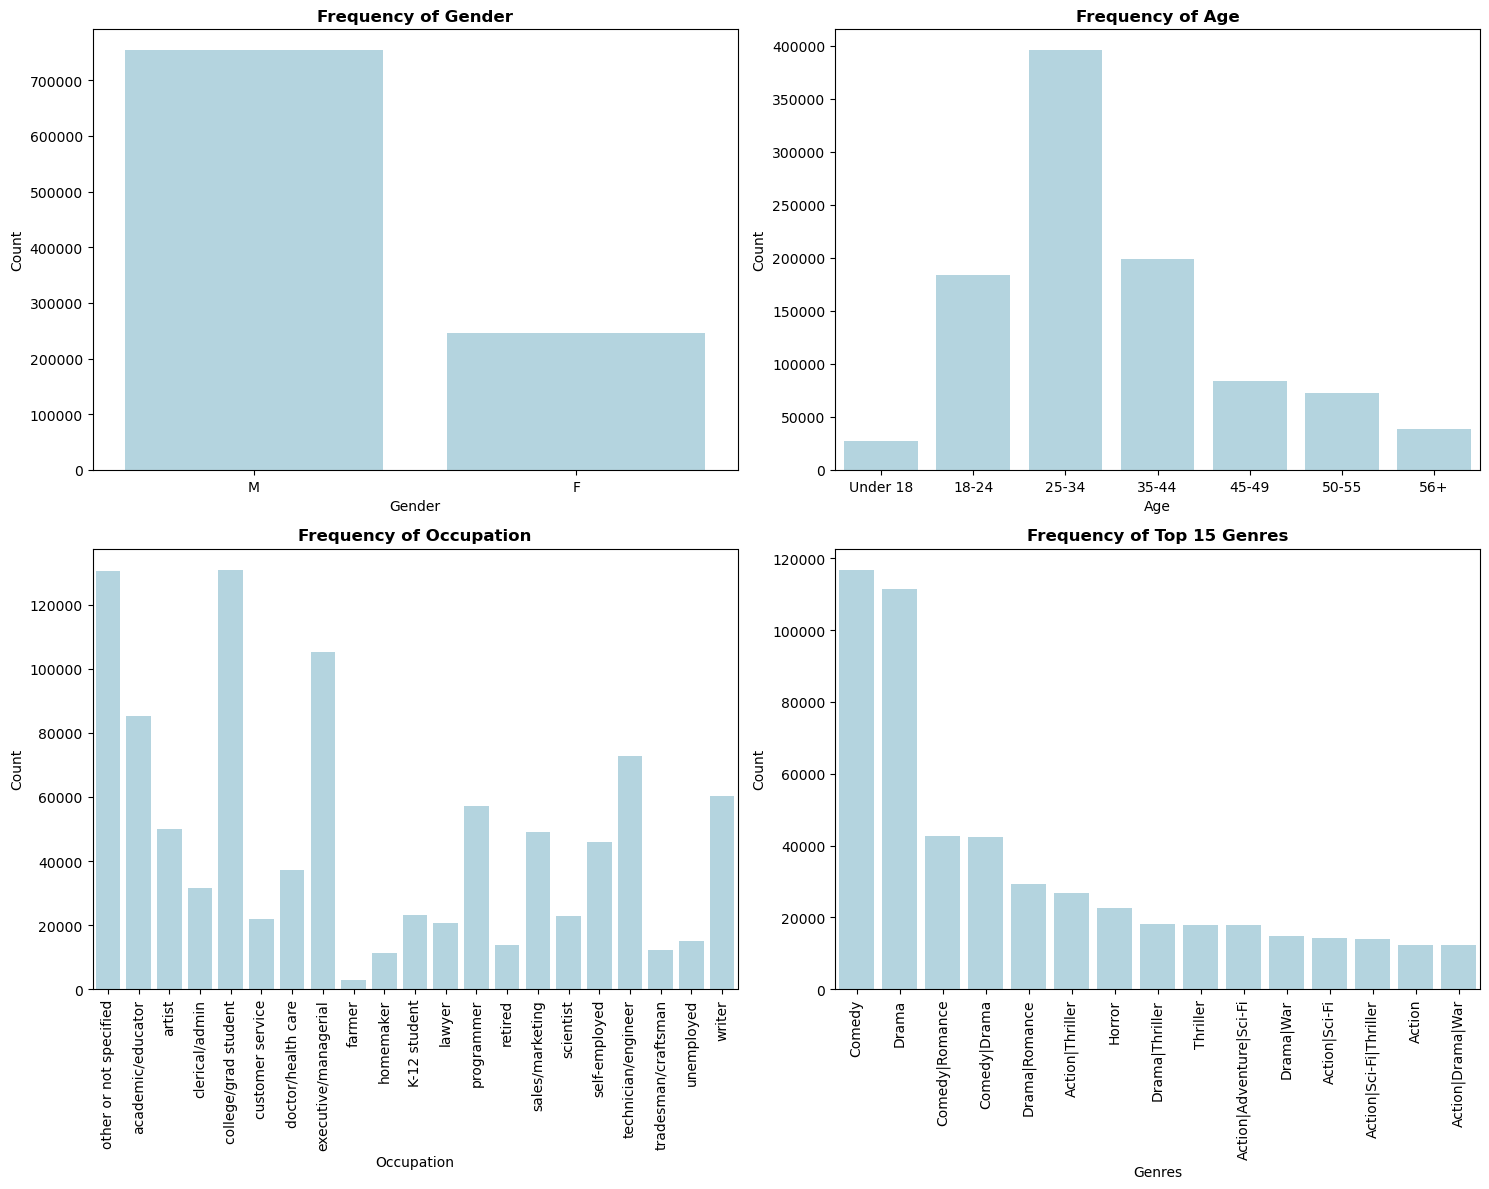 Frequency of Gender
Count
700000
600000
500000
400000
300000
200000
100000
0
M
F
Gender
Frequency of Age
Count
400000
350000
300000
250000
200000
150000
100000
50000
0
Under 18
18-24
25-34
35-44
45-49
50-55
56+
Age
Frequency of Occupation
Count
120000
100000
80000
60000
40000
20000
0
other or not specified
academic/educator
artist
clerical/admin
college/grad student
customer service
doctor/health care
executive/managerial
farmer
homemaker
K-12 student
lawyer
programmer
retired
sales/marketing
scientist
self-employed
technician/engineer
tradesman/craftsman
unemployed
writer
Occupation
Frequency of Top 15 Genres
Count
120000
100000
80000
60000
40000
20000
0
Comedy
Drama
Comedy|Romance
Comedy|Drama
Drama|Romance
Action|Thriller
Horror
Drama|Thriller
Thriller
Action|Adventure|Sci-Fi
Drama|War
Action|Sci-Fi
Action|Sci-Fi|Thriller
Action
Action|Drama|War
Genres